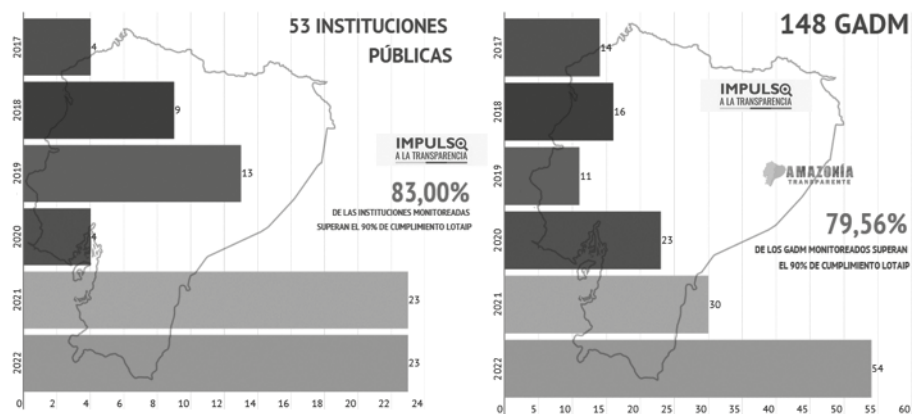 53 INSTITUCIONES
PÚBLICAS
2017
4
2018
9
2019
13
2020
4
2021
23
2022
23
IMPULSO
A LA TRANSPARENCIA
83,00%
DE LAS INSTITUCIONES MONITOREADAS
SUPERAN EL 90% DE CUMPLIMIENTO LOTAIP
0 2 4 6 8 10 12 14 16 18 20 22 24
148 GADM
2017
14
2018
16
2019
11
2020
23
2021
30
2022
54
IMPULSO
A LA TRANSPARENCIA
AMAZONÍA
TRANSPARENTE
79,56%
DE LOS GADM MONITOREADOS SUPERAN
EL 90% DE CUMPLIMIENTO LOTAIP
0 5 10 15 20 25 30 35 40 45 50 55 60